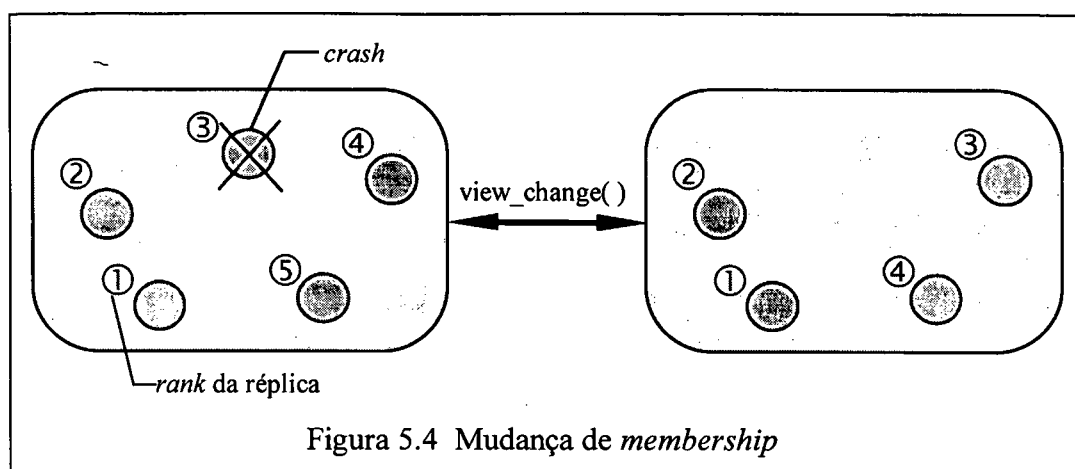 crash
③
④
②
①
⑤
rank da réplica
view_change( )
③
②
①
④
Figura 5.4 Mudança de membership